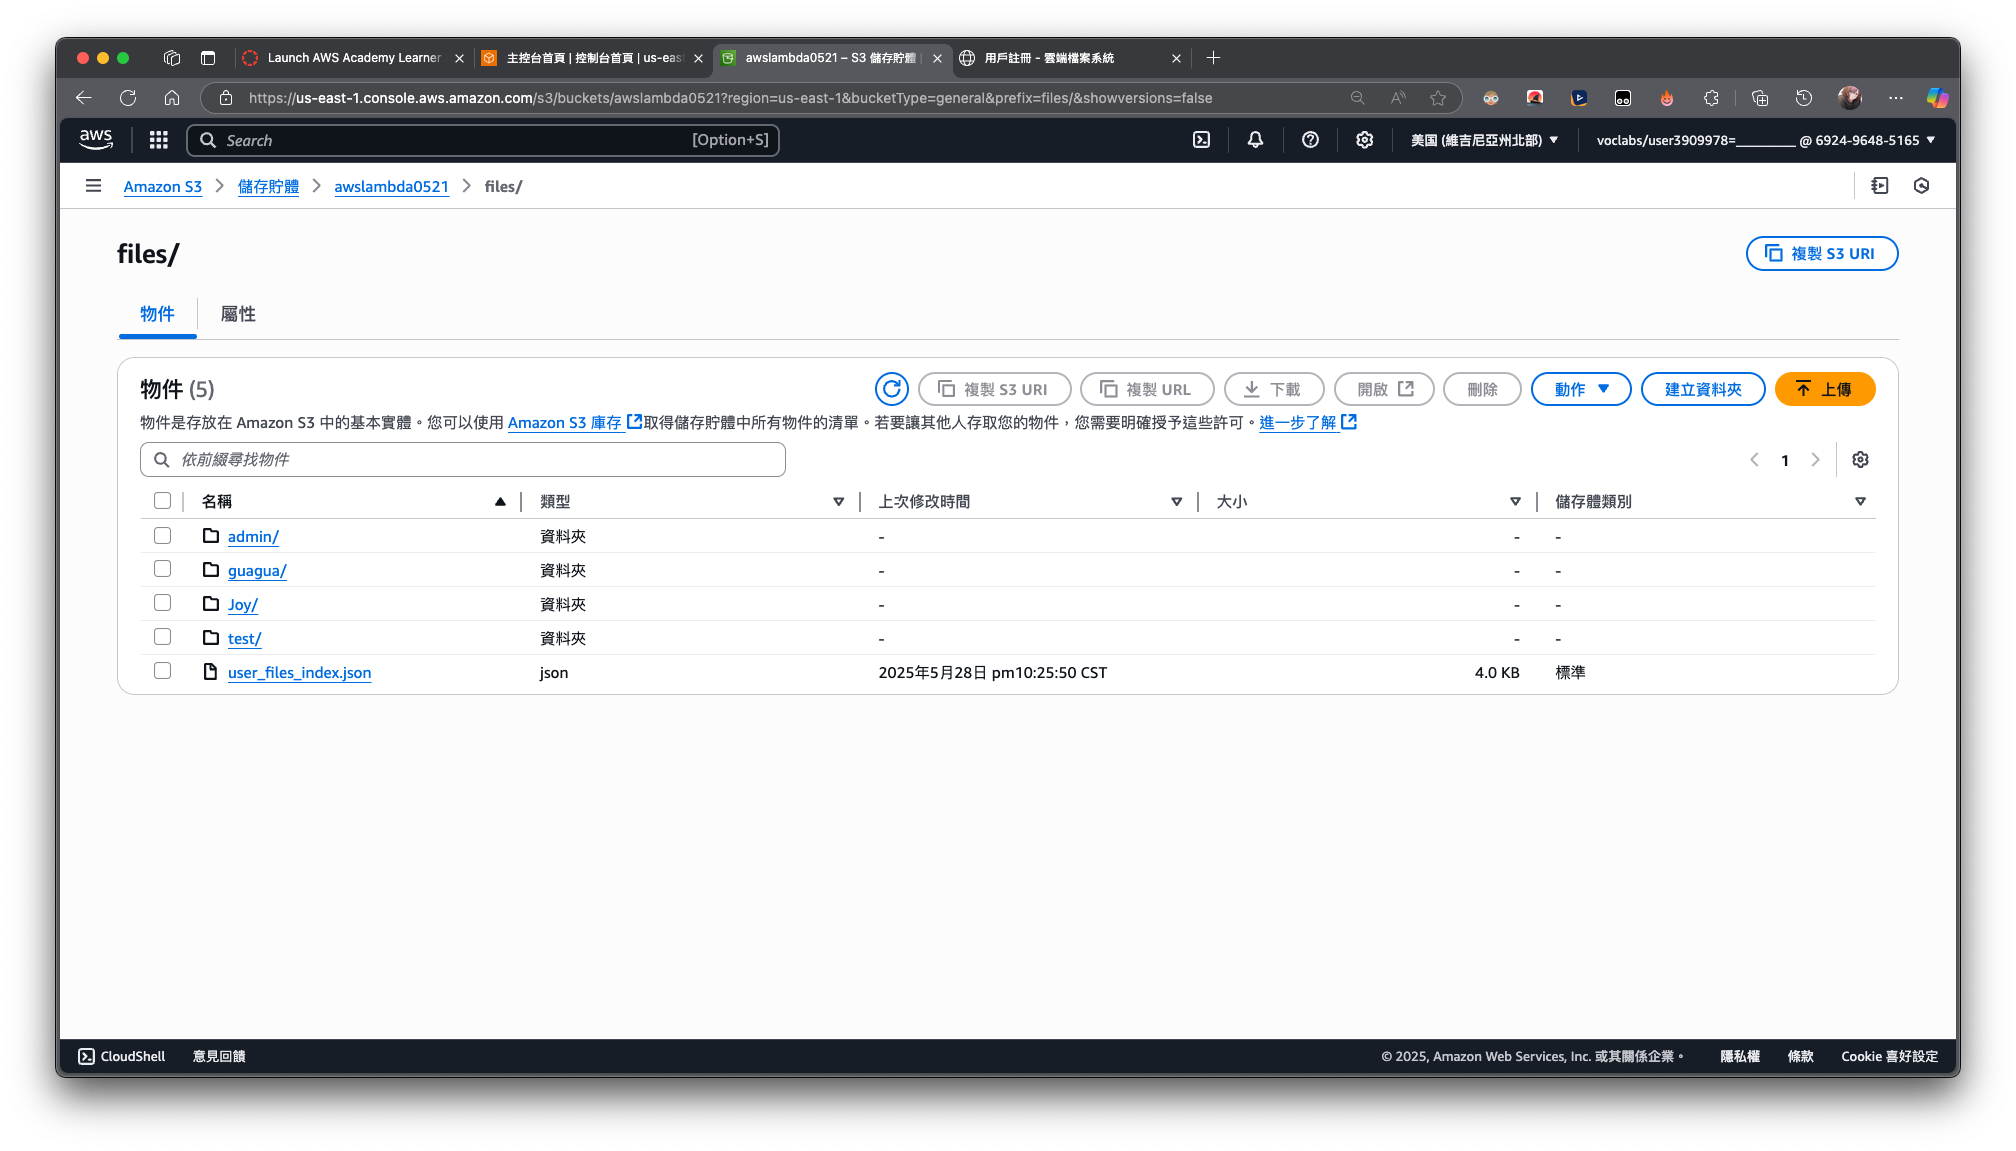 Launch AWS Academy Learner
主控台首頁 | 控制台首頁 | us-east
awslambda0521 – S3 儲存貯體
用戶註冊 - 雲端檔案系統
https://us-east-1.console.aws.amazon.com/s3/buckets/awslambda0521?region=us-east-1&bucketType=general&prefix=files/&showversions=false
aws
Search
[Option+S]
美国 (維吉尼亞州北部)
voclabs/user3909978=_________ @ 6924-9648-5165
Amazon S3
儲存貯體
awslambda0521
files/
files/
複製 S3 URI
物件
屬性
物件 (5)
複製 S3 URI
複製 URL
下載
開啟
刪除
動作
建立資料夾
上傳
物件是存放在 Amazon S3 中的基本實體。您可以使用 Amazon S3 庫存 取得儲存貯體中所有物件的清單。若要讓其他人存取您的物件，您需要明確授予這些許可。進一步了解
依前綴尋找物件
1
名稱 類型 上次修改時間 大小 儲存體類別
admin/ 資料夾 - - -
guagua/ 資料夾 - - -
Joy/ 資料夾 - - -
test/ 資料夾 - - -
user_files_index.json json 2025年5月28日 pm10:25:50 CST 4.0 KB 標準
CloudShell
意見回饋
© 2025, Amazon Web Services, Inc. 或其關係企業。
隱私權
條款
Cookie 喜好設定